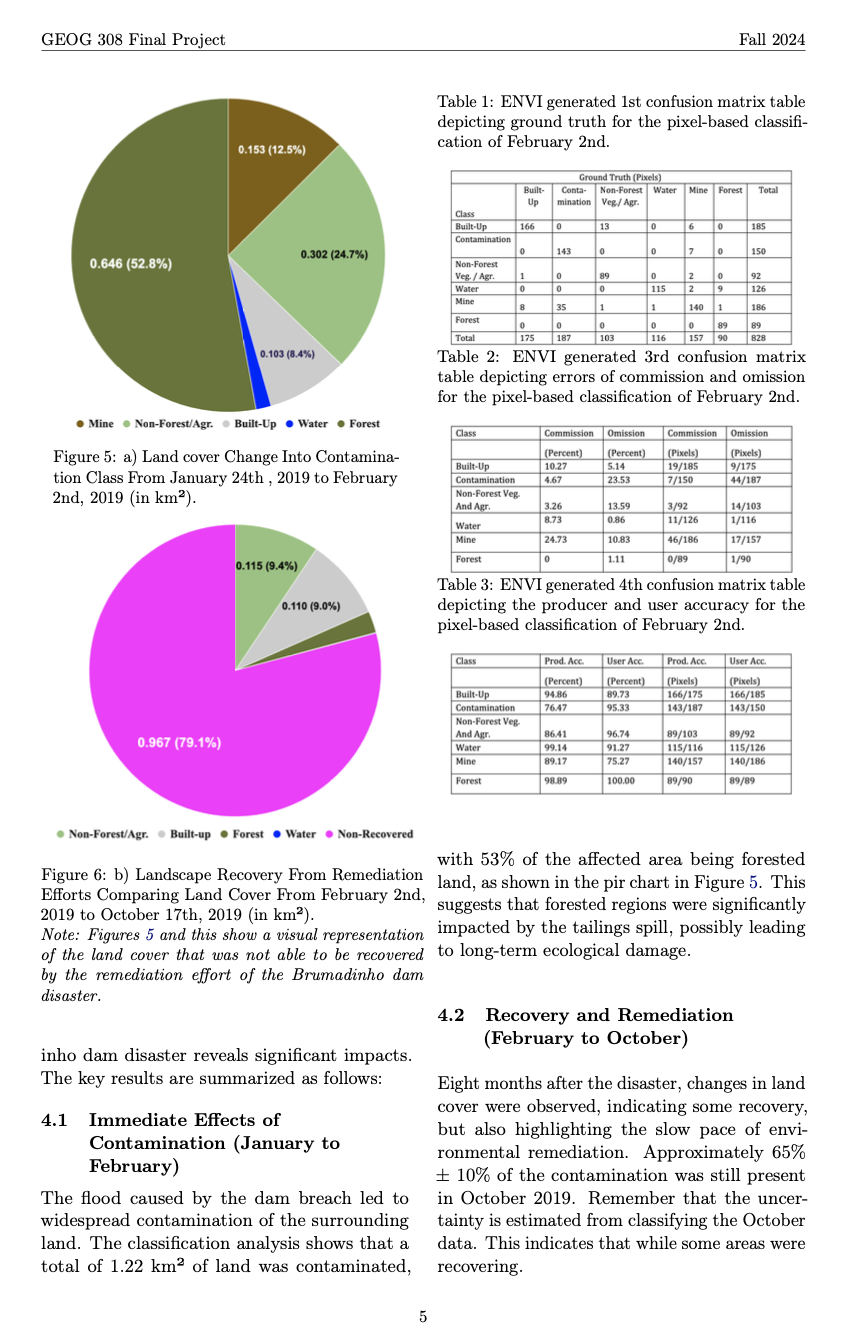 GEOG 308 Final Project
Fall 2024
0.153 (12.5%)
0.302 (24.7%)
0.646 (52.8%)
0.103 (8.4%)
Mine Non-Forest/Agr. Built-Up Water Forest
Figure 5: a) Land cover Change Into Contamina-
tion Class From January 24th , 2019 to February
2nd, 2019 (in km²).
0.115 (9.4%)
0.110 (9.0%)
0.967 (79.1%)
Non-Forest/Agr. Built-up Forest Water Non-Recovered
Figure 6: b) Landscape Recovery From Remediation
Efforts Comparing Land Cover From February 2nd,
2019 to October 17th, 2019 (in km²).
Note: Figures 5 and this show a visual representation
of the land cover that was not able to be recovered
by the remediation effort of the Brumadinho dam
disaster.
inho dam disaster reveals significant impacts.
The key results are summarized as follows:
4.1 Immediate Effects of
Contamination (January to
February)
The flood caused by the dam breach led to
widespread contamination of the surrounding
land. The classification analysis shows that a
total of 1.22 km² of land was contaminated,
Table 1: ENVI generated 1st confusion matrix table
depicting ground truth for the pixel-based classifi-
cation of February 2nd.
Ground Truth (Pixels)
Class Built-Up Conta-mination Non-Forest Veg./ Agr. Water Mine Forest Total
Built-Up 166 0 13 0 6 0 185
Contamination 0 143 0 0 7 0 150
Non-Forest
Veg. / Agr. 1 0 89 0 2 0 92
Water 0 0 0 115 2 9 126
Mine 8 35 1 1 140 1 186
Forest 0 0 0 0 0 89 89
Total 175 187 103 116 157 90 828
Table 2: ENVI generated 3rd confusion matrix
table depicting errors of commission and omission
for the pixel-based classification of February 2nd.
Class Commission Omission Commission Omission
(Percent) (Percent) (Pixels) (Pixels)
Built-Up 10.27 5.14 19/185 9/175
Contamination 4.67 23.53 7/150 44/187
Non-Forest Veg.
And Agr. 3.26 13.59 3/92 14/103
Water 8.73 0.86 11/126 1/116
Mine 24.73 10.83 46/186 17/157
Forest 0 1.11 0/89 1/90
Table 3: ENVI generated 4th confusion matrix table
depicting the producer and user accuracy for the
pixel-based classification of February 2nd.
Class Prod. Acc. User Acc. Prod. Acc. User Acc.
(Percent) (Percent) (Pixels) (Pixels)
Built-Up 94.86 89.73 166/175 166/185
Contamination 76.47 95.33 143/187 143/150
Non-Forest Veg.
And Agr. 86.41 96.74 89/103 89/92
Water 99.14 91.27 115/116 115/126
Mine 89.17 75.27 140/157 140/186
Forest 98.89 100.00 89/90 89/89
with 53% of the affected area being forested
land, as shown in the pir chart in Figure 5. This
suggests that forested regions were significantly
impacted by the tailings spill, possibly leading
to long-term ecological damage.
4.2 Recovery and Remediation
(February to October)
Eight months after the disaster, changes in land
cover were observed, indicating some recovery,
but also highlighting the slow pace of envi-
ronmental remediation. Approximately 65%
± 10% of the contamination was still present
in October 2019. Remember that the uncer-
tainty is estimated from classifying the October
data. This indicates that while some areas were
recovering.
5